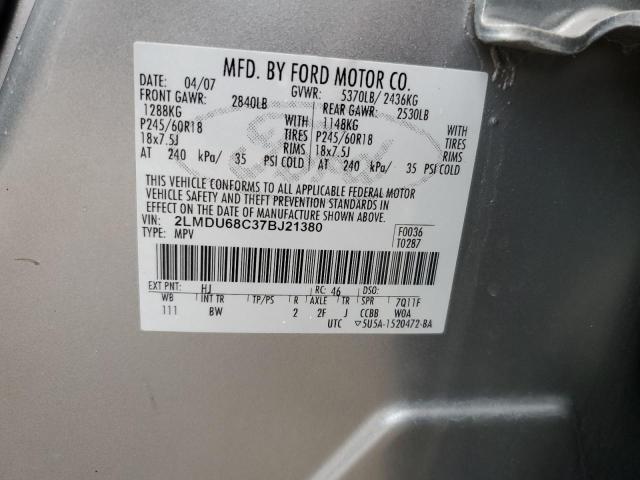 MFD. BY FORD MOTOR CO.
DATE: 04/07 GVWR: 5370LB/ 2436KG
FRONT GAWR: 2840LB REAR GAWR: 2530LB
1288KG WITH 1148KG WITH
P245/60R18 TIRES P245/60R18 TIRES
18x7.5J RIMS 18x7.5J RIMS
AT 240 kPa/ 35 PSI COLD AT 240 kPa/ 35 PSI COLD
THIS VEHICLE CONFORMS TO ALL APPLICABLE FEDERAL MOTOR
VEHICLE SAFETY AND THEFT PREVENTION STANDARDS IN
EFFECT ON THE DATE OF MANUFACTURE SHOWN ABOVE.
VIN: 2LMDU68C37BJ21380 F0036
TYPE: MPV T0287
EXT PNT: HJ RC: 46 DSO:
WB INT TR TP/PS R AXLE TR SPR 7Q11F
111 BW 2 2F J CCBB W0A
UTC ▽5U5A-1520472-BA
Ford